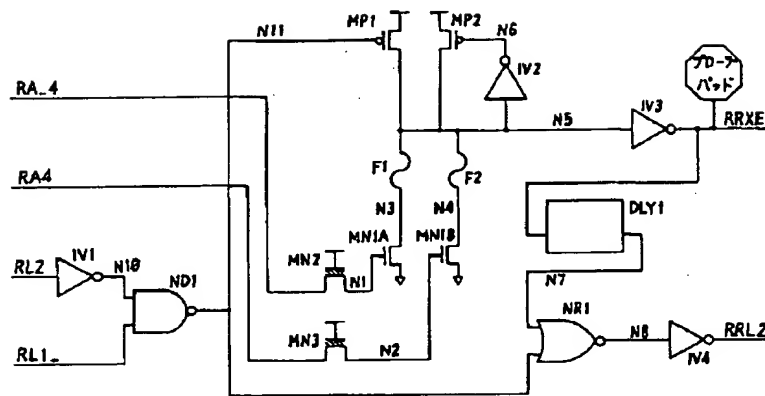 MP1
MP2
N11
N6
プローブ
パッド
RA_4
IV2
IV3
N5
RRXE
F1
F2
RA4
N3
N4
DLY1
MN1A
MN1B
IV1
MN2
RL2
N10
ND1
N1
N7
NR1
MN3
N8
RRL2
RL1_
N2
IV4